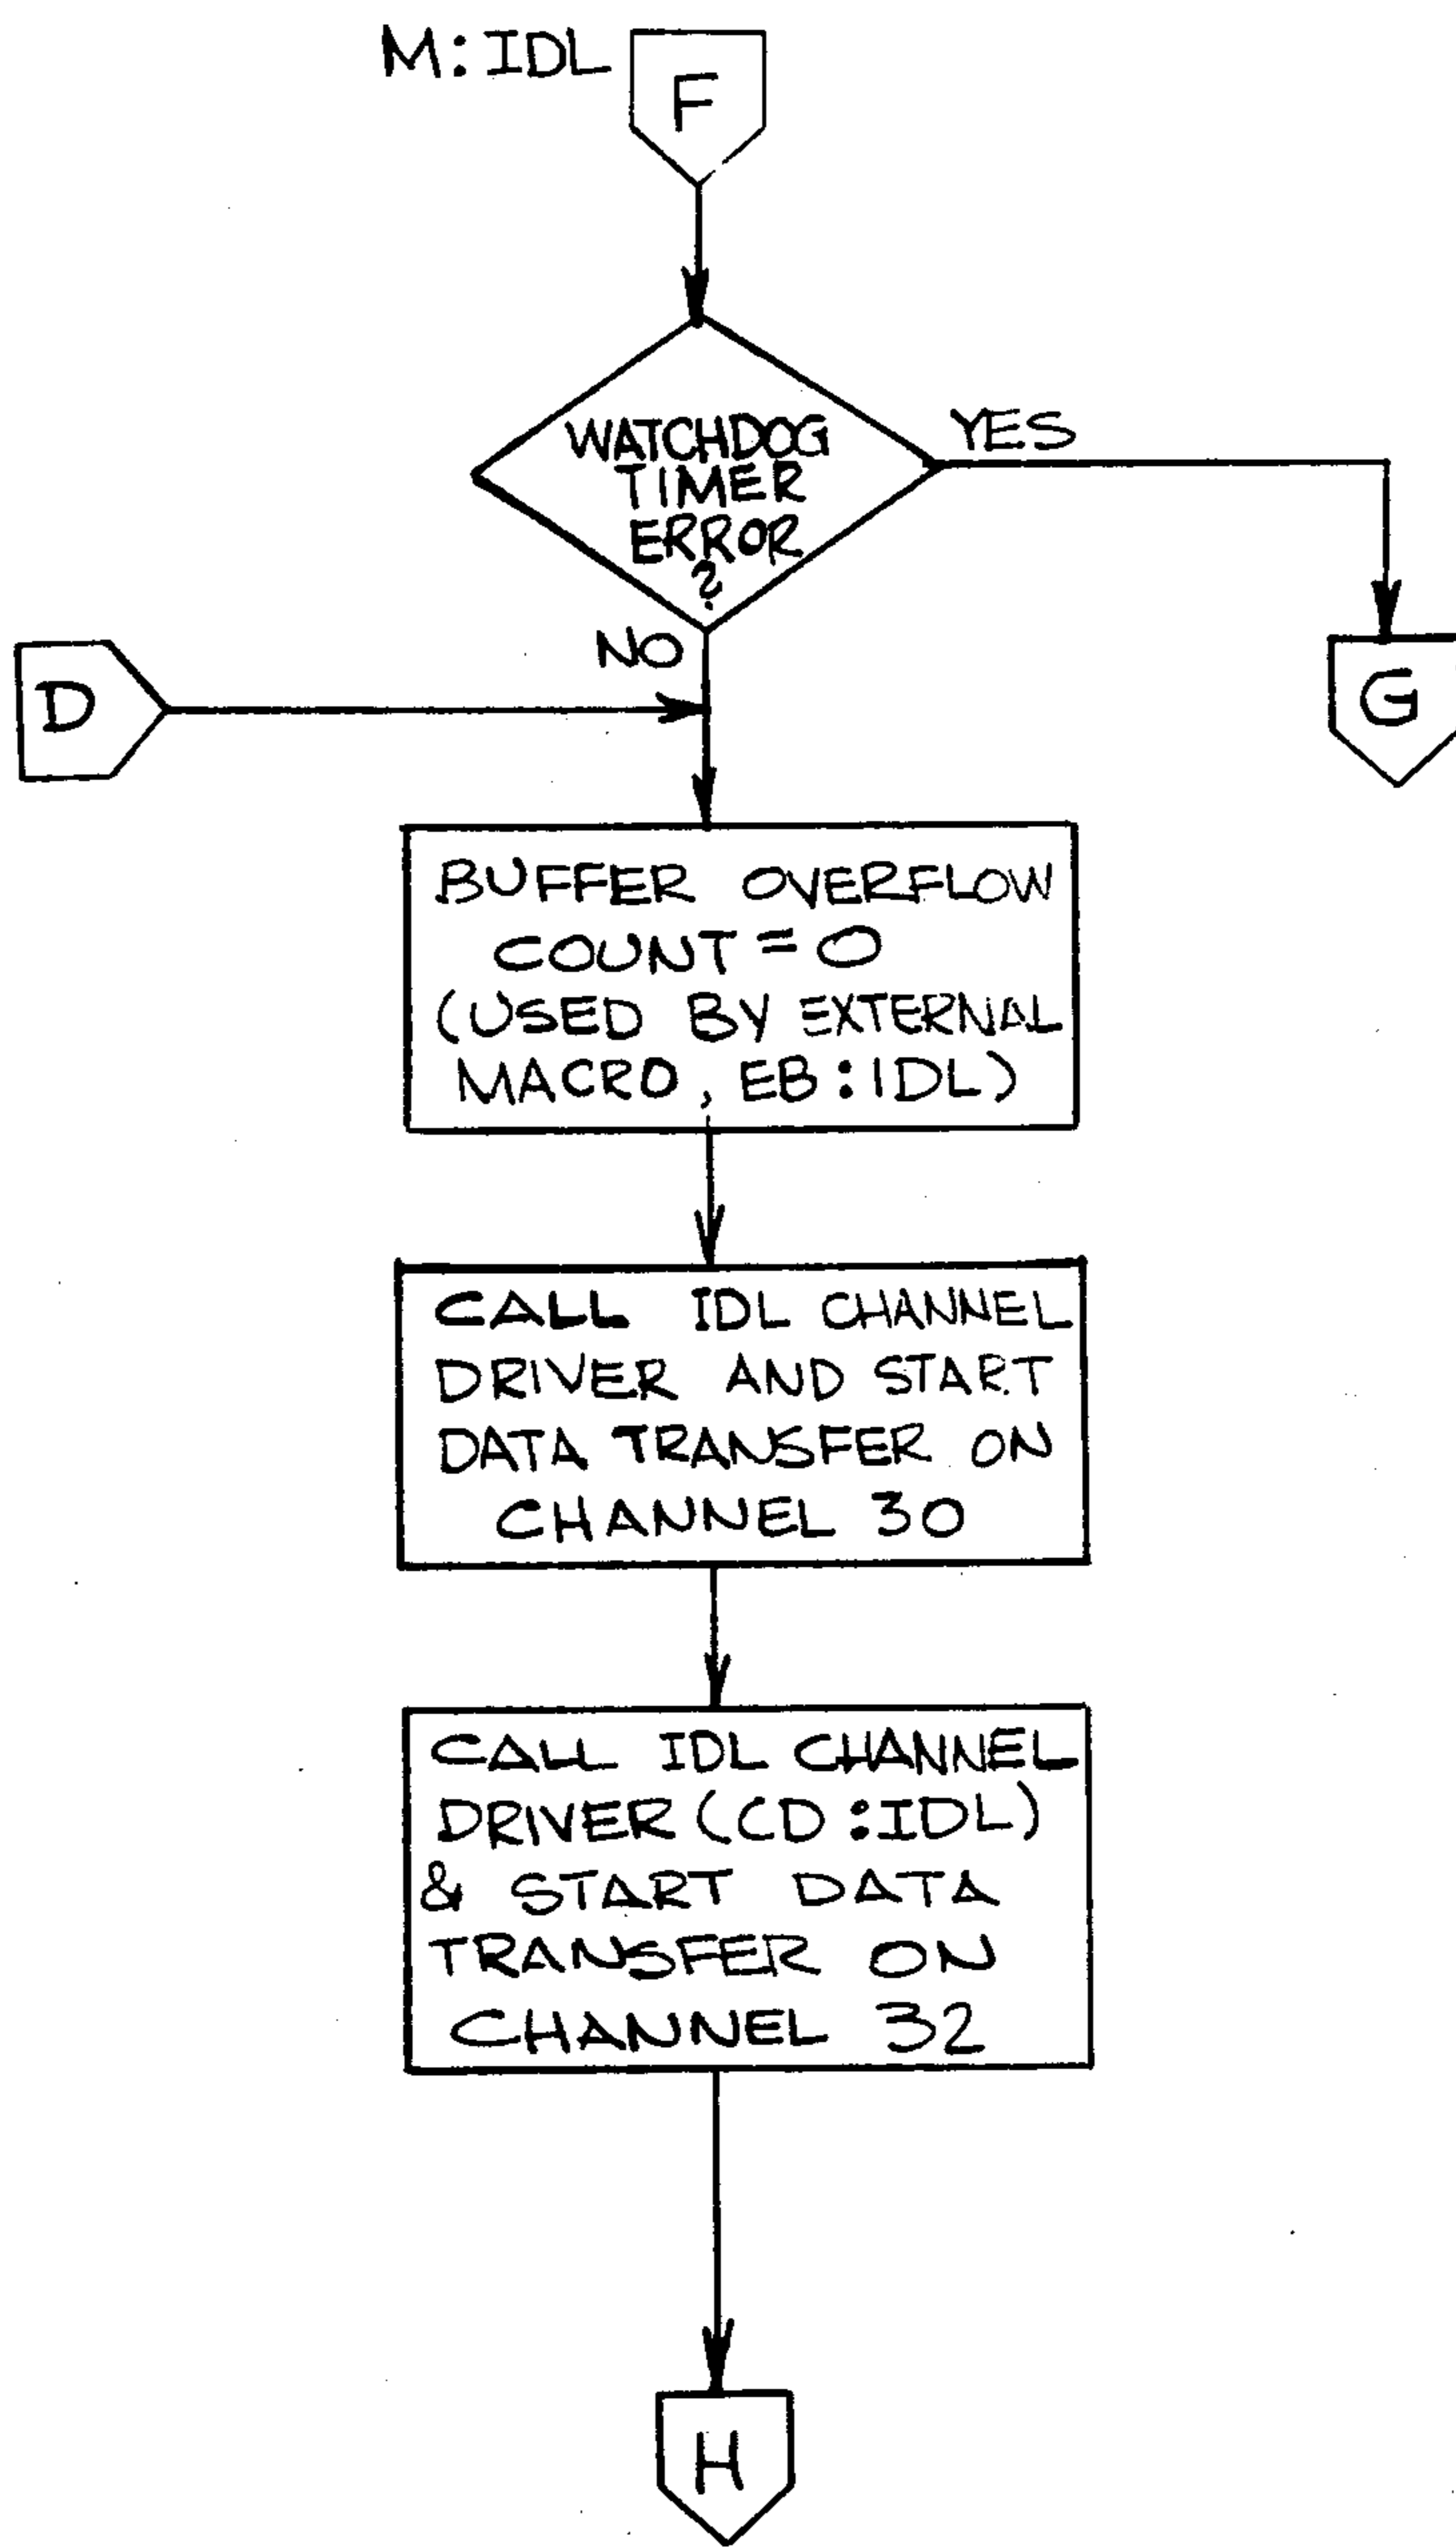 M:IDL
F
WATCHDOG
TIMER
ERROR
?
YES
NO
D
G
BUFFER OVERFLOW
COUNT = 0
(USED BY EXTERNAL
MACRO, EB:IDL)
CALL IDL CHANNEL
DRIVER AND START
DATA TRANSFER ON
CHANNEL 30
CALL IDL CHANNEL
DRIVER (CD:IDL)
& START DATA
TRANSFER ON
CHANNEL 32
H